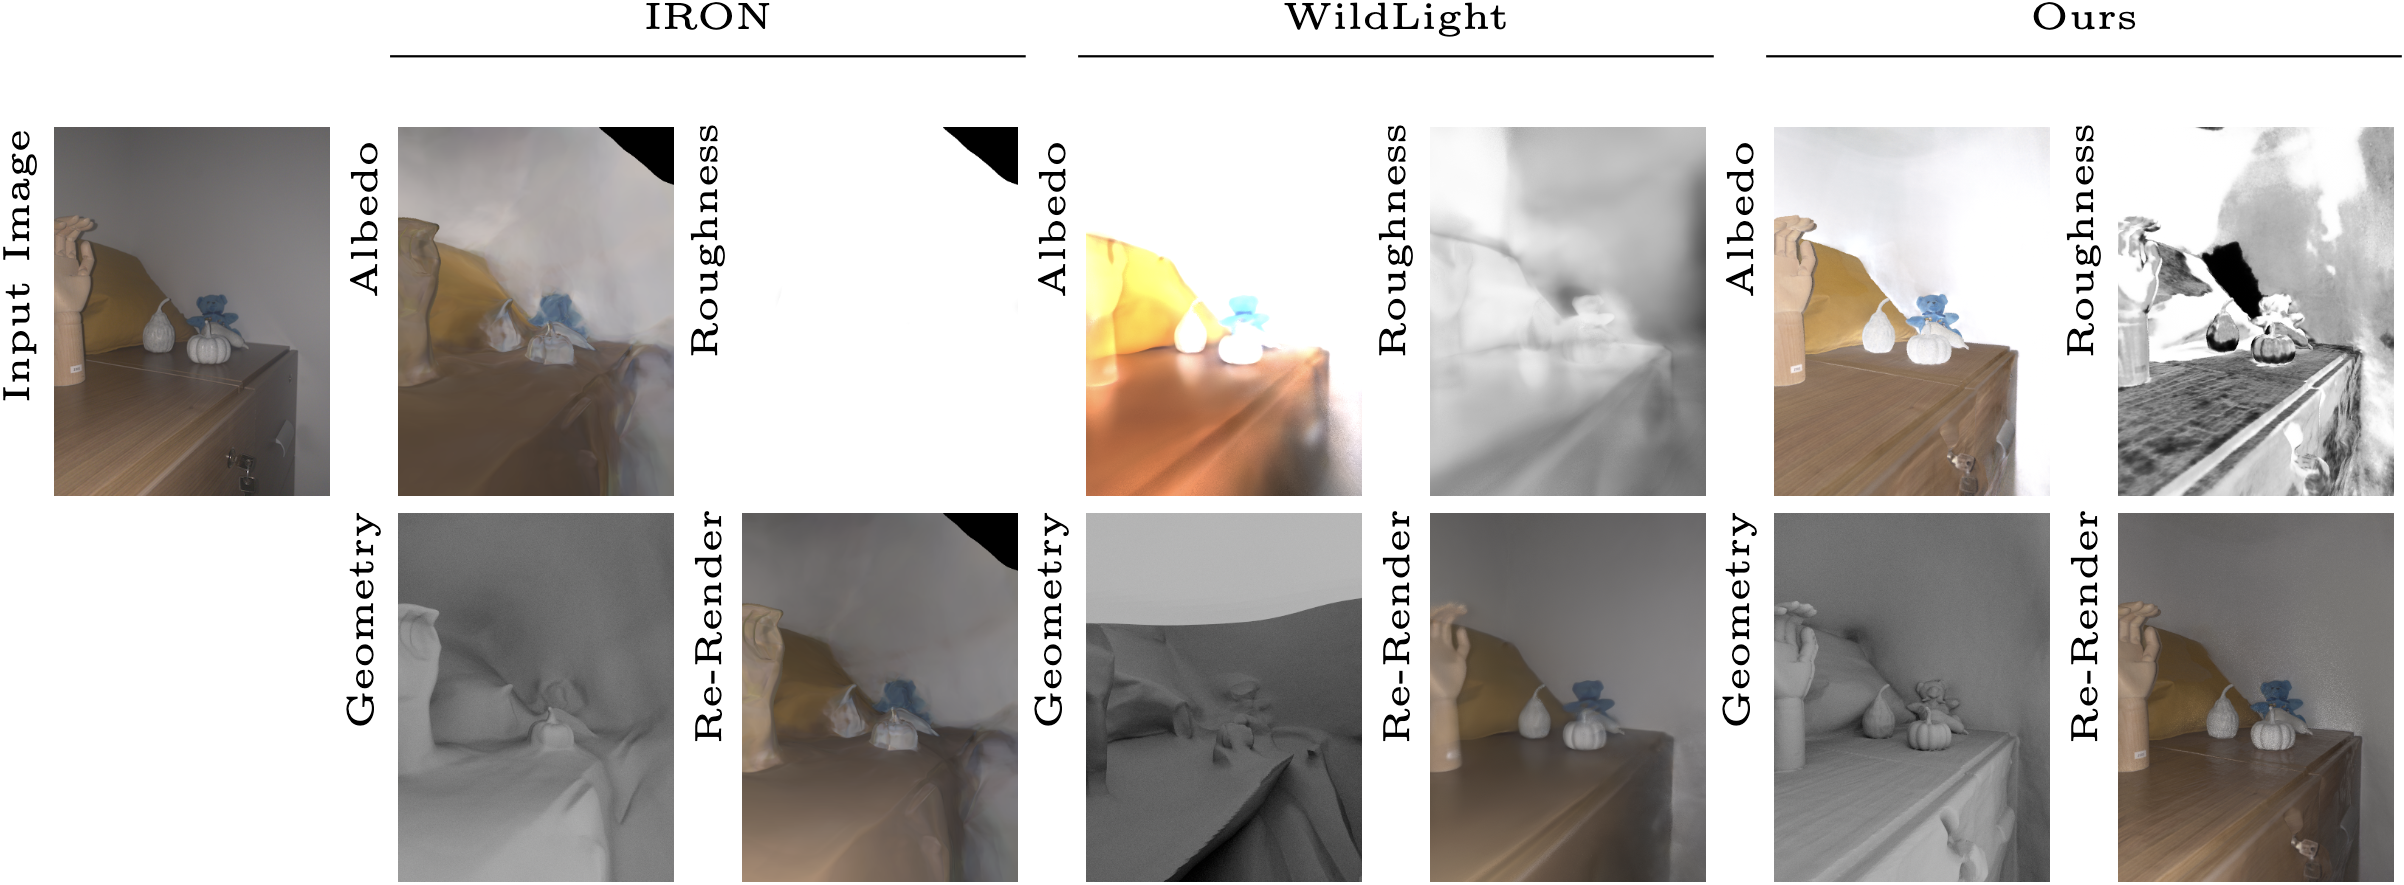 IRON
WildLight
Ours
Input Image
Albedo
Roughness
Albedo
Roughness
Albedo
Roughness
Geometry
Re-Render
Geometry
Re-Render
Geometry
Re-Render